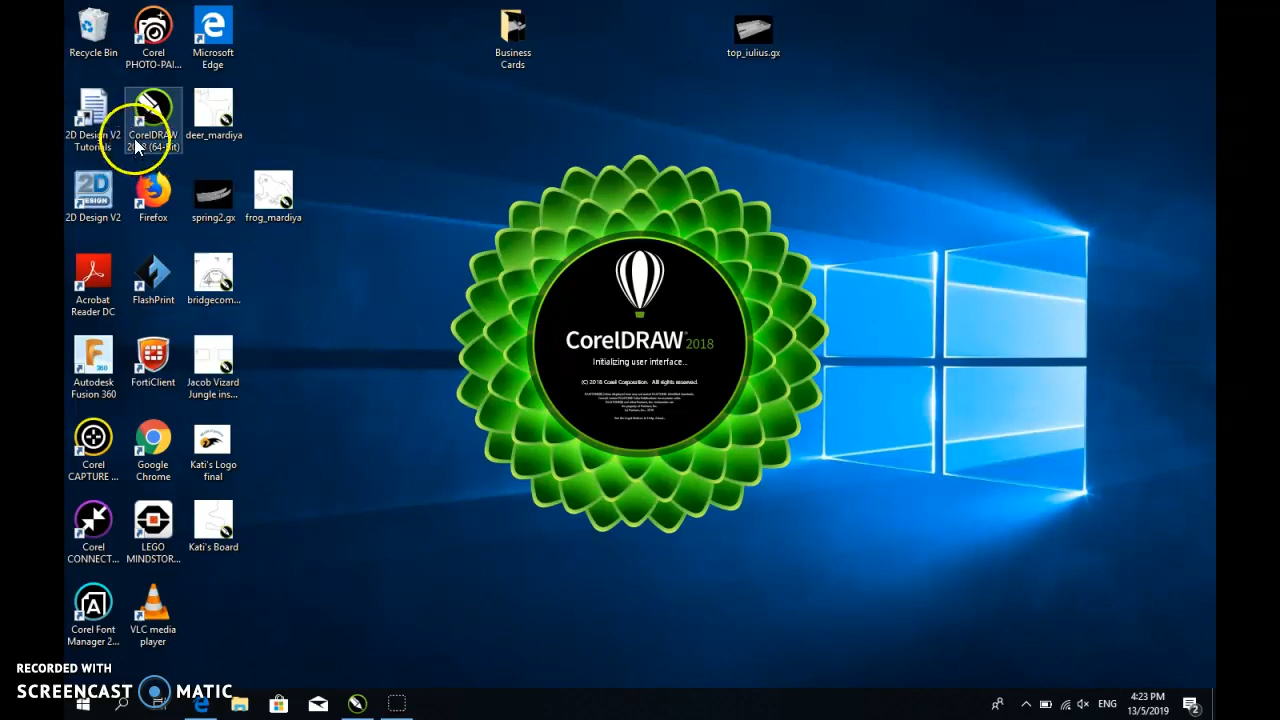 Recycle Bin
Corel
PHOTO-PAI...
Microsoft
Edge
Business
Cards
top_iulius.gx
2D Design V2
Tutorials
CorelDRAW
2018 (64-Bit)
deer_mardiya
2D
DESIGN
2D Design V2
Firefox
spring2.gx
frog_mardiya
Acrobat
Reader DC
FlashPrint
bridgecom...
Autodesk
Fusion 360
FortiClient
Jacob Vizard
Jungle ins...
Corel
CAPTURE ...
Google
Chrome
Kati's Logo
final
Corel
CONNECT...
LEGO
MINDSTOR...
Kati's Board
Corel Font
Manager 2...
VLC media
player
CorelDRAW 2018
Initializing user interface...
(C) 2018 Corel Corporation. All rights reserved.
RECORDED WITH
SCREENCAST MATIC
ENG
4:23 PM
13/5/2019
2